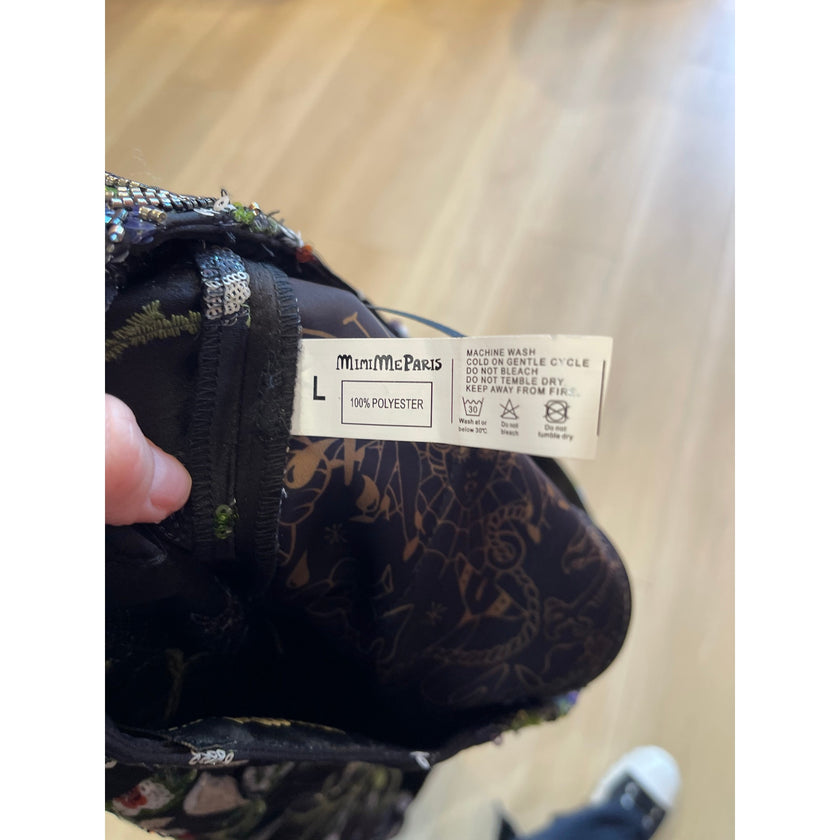 MIMIMEPARIS
L
100% POLYESTER
MACHINE WASH
COLD ON GENTLE CYCLE
DO NOT BLEACH
DO NOT TEMBLE DRY
KEEP AWAY FROM FIRE.
30
Wash at or
below 30°C
Do not
bleach
Do not
tumble dry